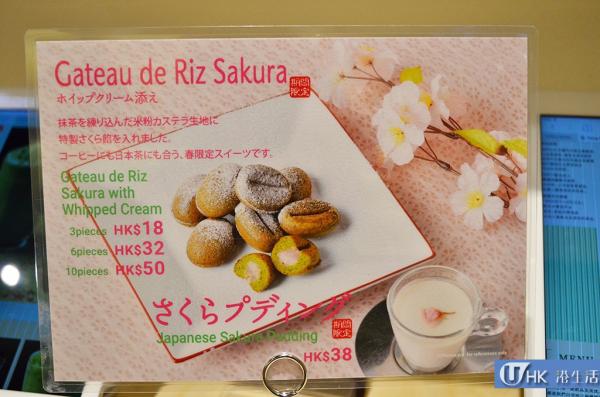 Gateau de Riz Sakura
期間限定
ホイップクリーム添え
抹茶を練り込んだ米粉カステラ生地に
特製さくら餡を入れました。
コーヒーにも日本茶にも合う、春限定スイーツです。
Gateau de Riz
Sakura with
Whipped Cream
3pieces HK$18
6pieces HK$32
10pieces HK$50
さくらプディング
期間限定
Japanese Sakura Pudding
HK$38
MENU
U HK 港生活